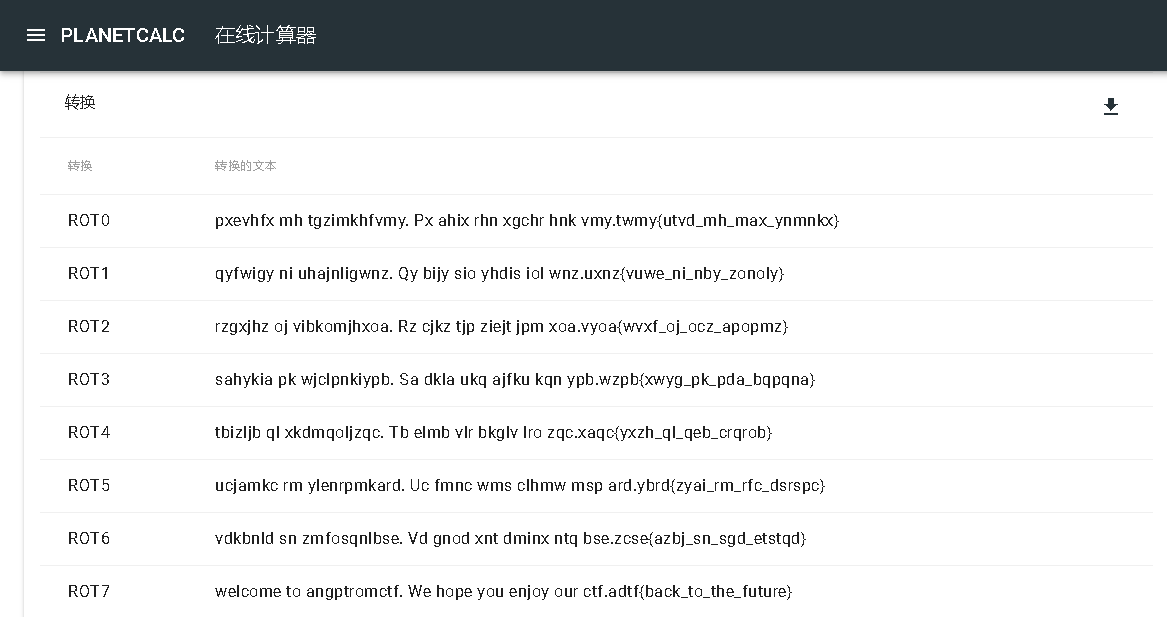 PLANETCALC 在线计算器
转换
转换 转换的文本
ROT0 pxevhfx mh tgzimkhfvmy. Px ahix rhn xgchr hnk vmy.twmy{utvd_mh_max_ynmnkx}
ROT1 qyfwigy ni uhajnligwnz. Qy bijy sio yhdis iol wnz.uxnz{vuwe_ni_nby_zonoly}
ROT2 rzgxjhz oj vibkomjhxoa. Rz cjkz tjp ziejt jpm xoa.vyoa{wvxf_oj_ocz_apopmz}
ROT3 sahykia pk wjclpnkiypb. Sa dkla ukq ajfku kqn ypb.wzpb{xwyg_pk_pda_bqpqna}
ROT4 tbizljb ql xkdmqoljzqc. Tb elmb vlr bkglv lro zqc.xaqc{yxzh_ql_qeb_crqrob}
ROT5 ucjamkc rm ylenrpmkard. Uc fmnc wms clhmw msp ard.ybrd{zyai_rm_rfc_dsrspc}
ROT6 vdkbnld sn zmfosqnlbse. Vd gnod xnt dminx ntq bse.zcse{azbj_sn_sgd_etstqd}
ROT7 welcome to angptromctf. We hope you enjoy our ctf.adtf{back_to_the_future}